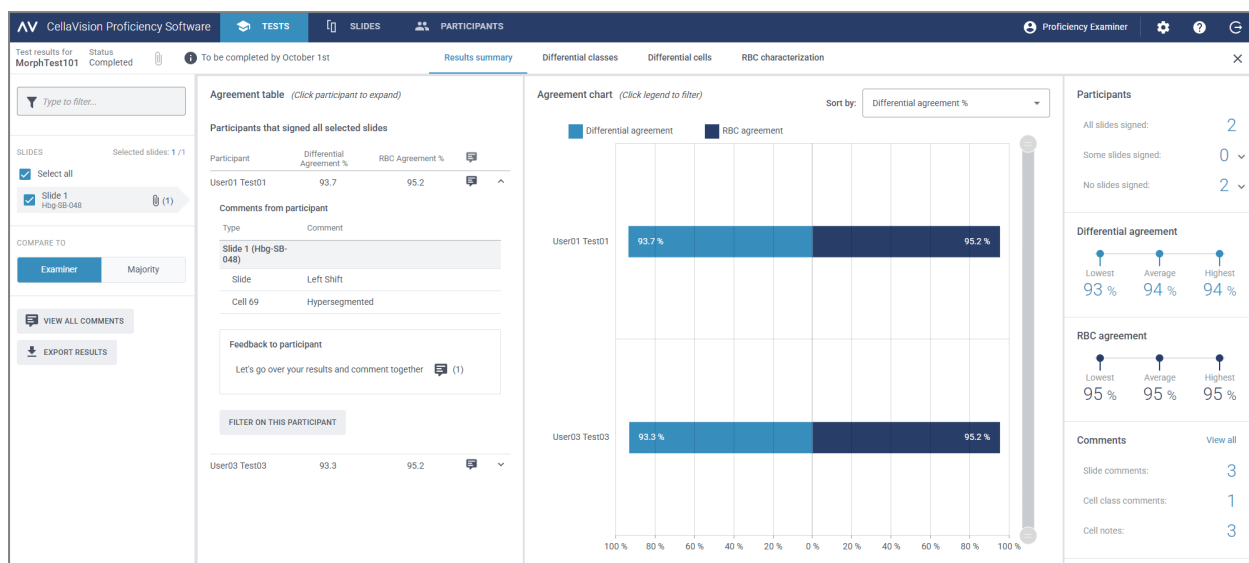 CellaVision Proficiency Software
TESTS
SLIDES
PARTICIPANTS
Proficiency Examiner
Test results for
MorphTest101
Status
Completed
To be completed by October 1st
Results summary
Differential classes
Differential cells
RBC characterization
Type to filter...
SLIDES
Selected slides: 1 /1
Select all
Slide 1
Hbg-SB-048
(1)
COMPARE TO
Examiner
Majority
VIEW ALL COMMENTS
EXPORT RESULTS
Agreement table (Click participant to expand)
Participants that signed all selected slides
Participant
Differential
Agreement %
RBC Agreement %
User01 Test01 93.7 95.2
Comments from participant
Type Comment
Slide 1 (Hbg-SB-
048)
Slide Left Shift
Cell 69 Hypersegmented
Feedback to participant
Let's go over your results and comment together (1)
FILTER ON THIS PARTICIPANT
User03 Test03 93.3 95.2
Agreement chart (Click legend to filter)
Sort by: Differential agreement %
Differential agreement
RBC agreement
User01 Test01 93.7 % 95.2 %
User03 Test03 93.3 % 95.2 %
100 % 80 % 60 % 40 % 20 % 0 % 20 % 40 % 60 % 80 % 100 %
Participants
All slides signed: 2
Some slides signed: 0
No slides signed: 2
Differential agreement
Lowest Average Highest
93 % 94 % 94 %
RBC agreement
Lowest Average Highest
95 % 95 % 95 %
Comments View all
Slide comments: 3
Cell class comments: 1
Cell notes: 3